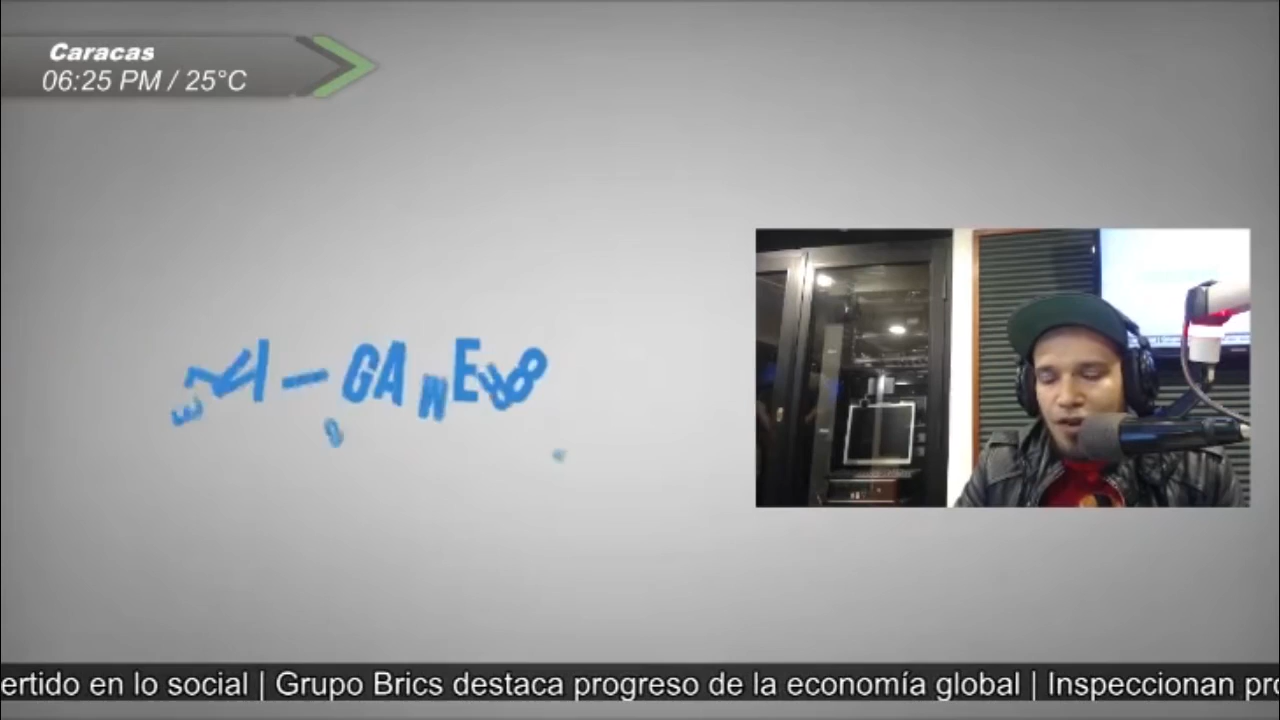 Caracas
06:25 PM / 25°C
ertido en lo social | Grupo Brics destaca progreso de la economía global | Inspeccionan pro